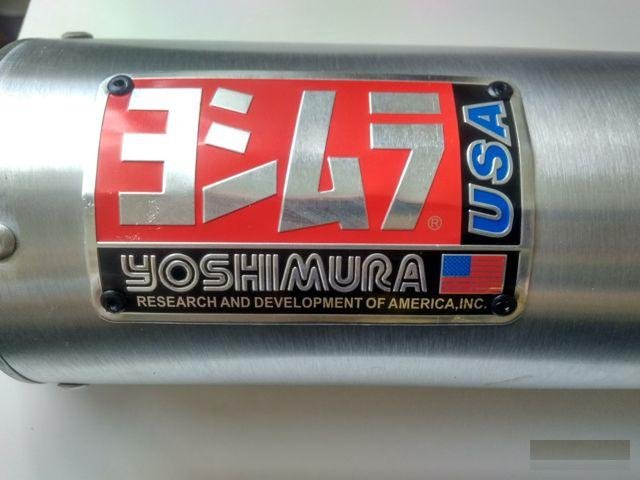 ヨシムラ®
USA
YOSHIMURA
RESEARCH AND DEVELOPMENT OF AMERICA,INC.